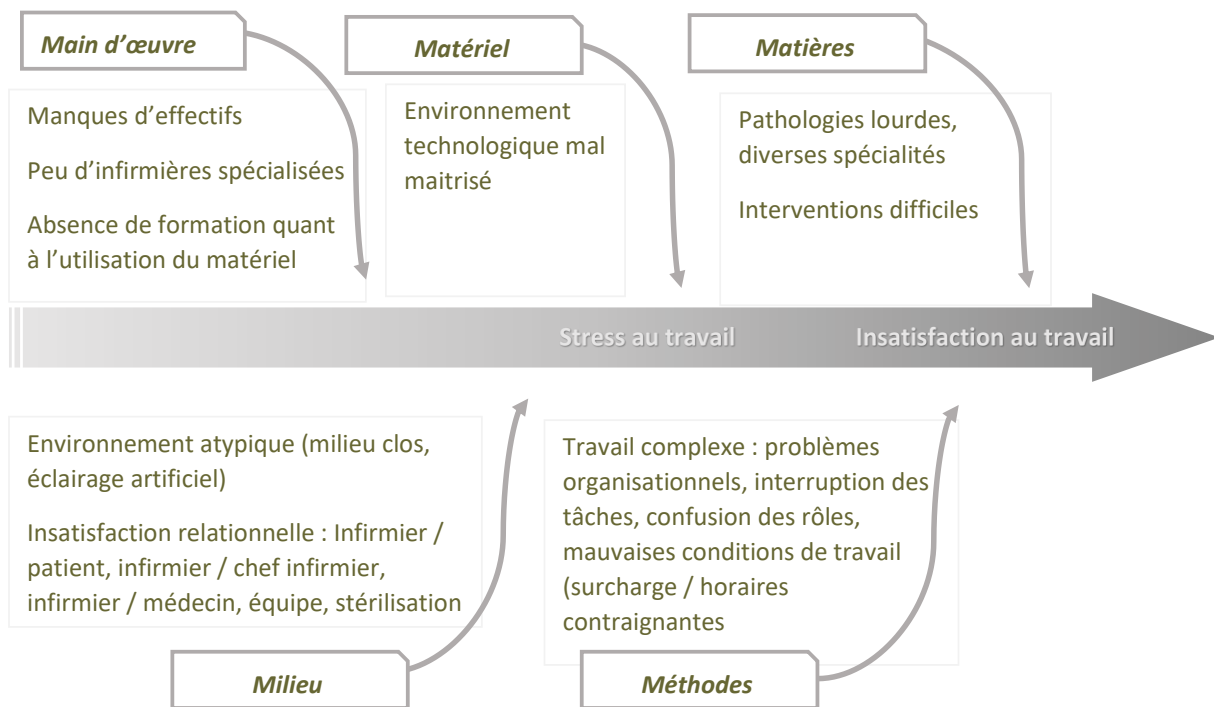 Main d’œuvre
Matériel
Matières
Manques d’effectifs
Peu d’infirmières spécialisées
Absence de formation quant
à l’utilisation du matériel
Environnement
technologique mal
maitrisé
Pathologies lourdes,
diverses spécialités
Interventions difficiles
Stress au travail
Insatisfaction au travail
Environnement atypique (milieu clos,
éclairage artificiel)
Insatisfaction relationnelle : Infirmier /
patient, infirmier / chef infirmier,
infirmier / médecin, équipe, stérilisation
Travail complexe : problèmes
organisationnels, interruption des
tâches, confusion des rôles,
mauvaises conditions de travail
(surcharge / horaires
contraignantes
Milieu
Méthodes